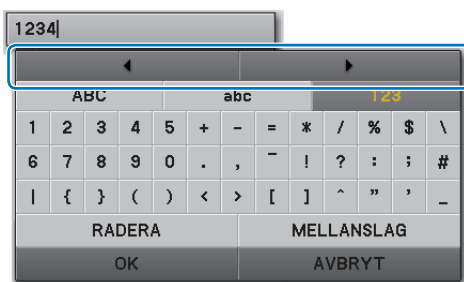 1234
ABC abc 123
1 2 3 4 5 + - = * / % $ \
6 7 8 9 0 . , ¯ ! ? : ; #
| { } ( ) < > [ ] ^ " ' _
RADERA MELLANSLAG
OK AVBRYT